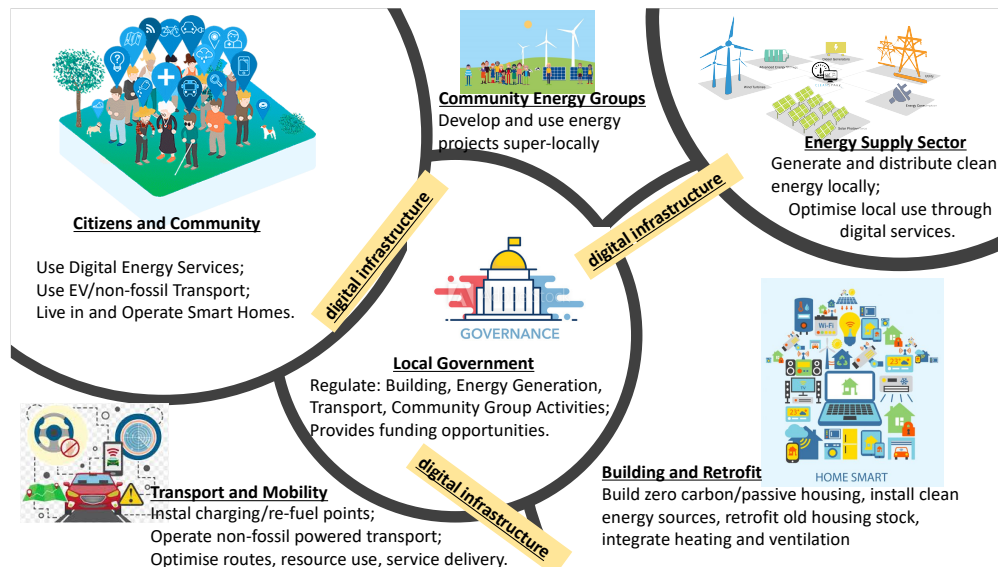 Community Energy Groups
Develop and use energy
projects super-locally
Energy Supply Sector
Generate and distribute clean
energy locally;
Optimise local use through
digital services.
Citizens and Community
Use Digital Energy Services;
Use EV/non-fossil Transport;
Live in and Operate Smart Homes.
digital infrastructure
digital infrastructure
GOVERNANCE
Local Government
Regulate: Building, Energy Generation,
Transport, Community Group Activities;
Provides funding opportunities.
digital infrastructure
Wi-Fi
23°
23°
HOME SMART
Building and Retrofit
Build zero carbon/passive housing, install clean
energy sources, retrofit old housing stock,
integrate heating and ventilation
Transport and Mobility
Instal charging/re-fuel points;
Operate non-fossil powered transport;
Optimise routes, resource use, service delivery.